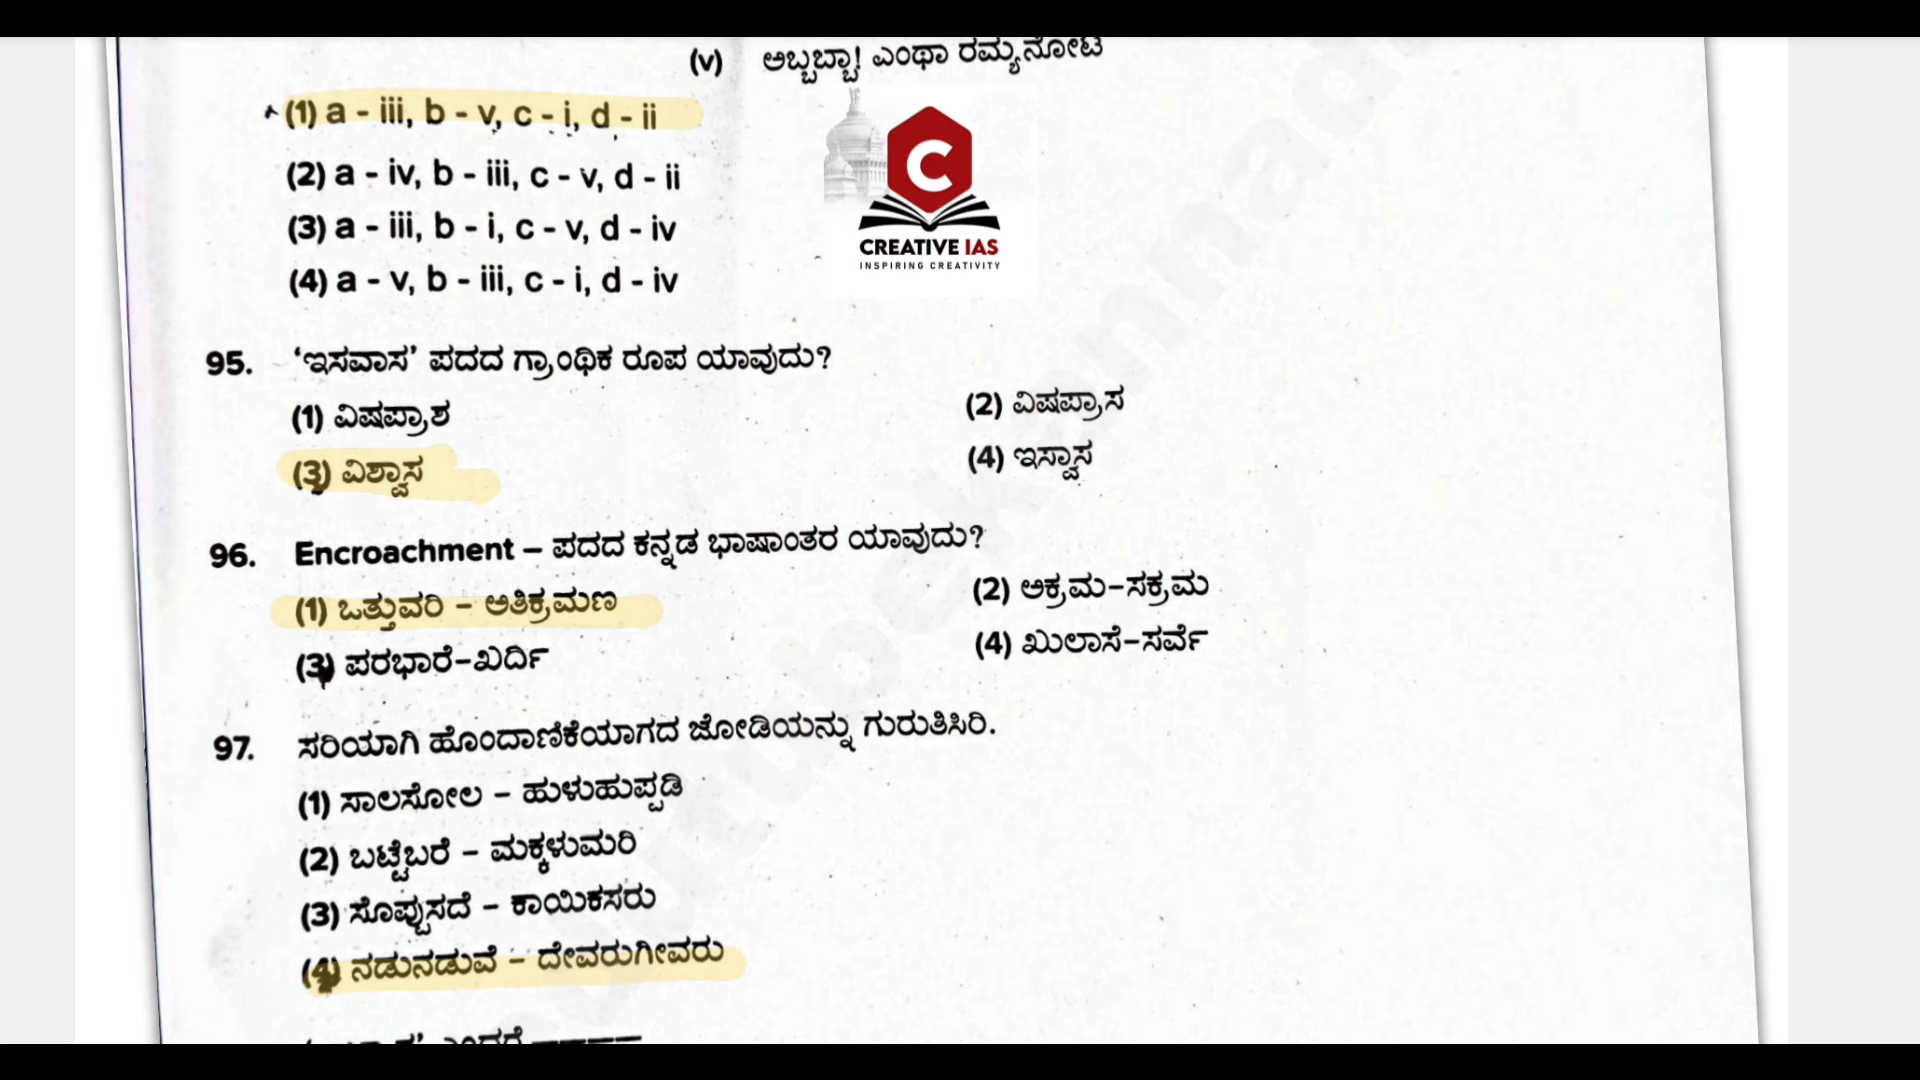 (v) ಅಬ್ಬಬ್ಬಾ! ಎಂಥಾ ರಮ್ಯನೋಟ
(1) a - iii, b - v, c - i, d - ii
(2) a - iv, b - iii, c - v, d - ii
(3) a - iii, b - i, c - v, d - iv
(4) a - v, b - iii, c - i, d - iv
C
CREATIVE IAS
INSPIRING CREATIVITY
95. ‘ಇಸವಾಸ’ ಪದದ ಗ್ರಾಂಥಿಕ ರೂಪ ಯಾವುದು?
(1) ವಿಷಪ್ರಾಶ (2) ವಿಷಪ್ರಾಸ
(3) ವಿಶ್ವಾಸ (4) ಇಸ್ವಾಸ
96. Encroachment – ಪದದ ಕನ್ನಡ ಭಾಷಾಂತರ ಯಾವುದು?
(1) ಒತ್ತುವರಿ – ಅತಿಕ್ರಮಣ (2) ಅಕ್ರಮ-ಸಕ್ರಮ
(3) ಪರಭಾರೆ-ಖರ್ದಿ (4) ಖುಲಾಸೆ-ಸರ್ವೆ
97. ಸರಿಯಾಗಿ ಹೊಂದಾಣಿಕೆಯಾಗದ ಜೋಡಿಯನ್ನು ಗುರುತಿಸಿರಿ.
(1) ಸಾಲಸೋಲ – ಹುಳುಹುಪ್ಪಡಿ
(2) ಬಟ್ಟೆಬರೆ – ಮಕ್ಕಳುಮರಿ
(3) ಸೊಪ್ಪುಸದೆ – ಕಾಯಿಕಸರು
(4) ನಡುನಡುವೆ – ದೇವರುಗೀವರು